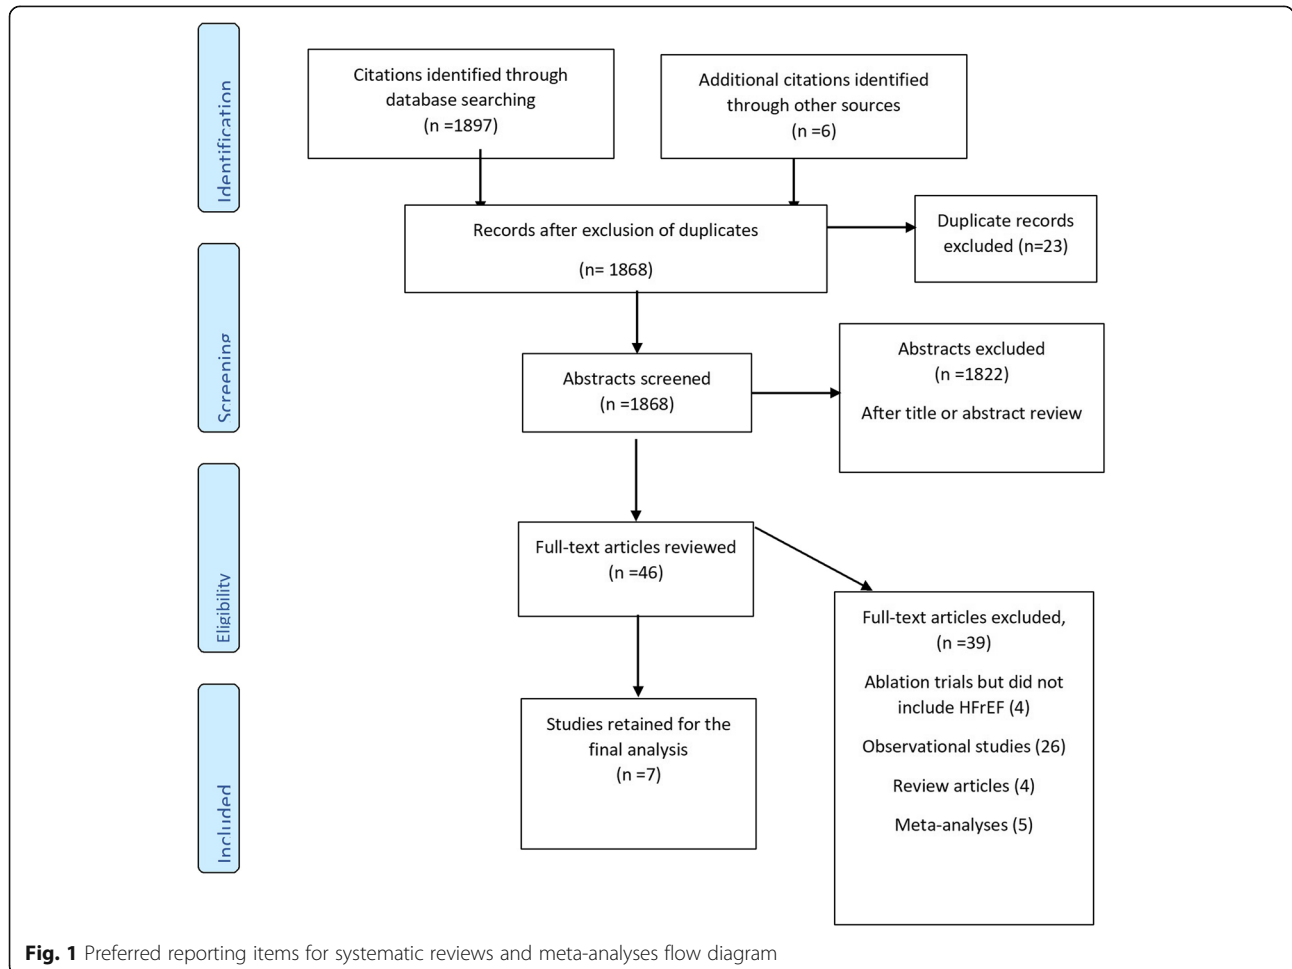 Identification
Citations identified through
database searching
(n =1897)
Additional citations identified
through other sources
(n =6)
Records after exclusion of duplicates
(n= 1868)
Duplicate records
excluded (n=23)
Screening
Abstracts screened
(n =1868)
Abstracts excluded
(n =1822)
After title or abstract review
Eligibility
Full-text articles reviewed
(n =46)
Full-text articles excluded,
(n =39)
Ablation trials but did not
include HFrEF (4)
Observational studies (26)
Review articles (4)
Meta-analyses (5)
Included
Studies retained for the
final analysis
(n =7)
Fig. 1 Preferred reporting items for systematic reviews and meta-analyses flow diagram